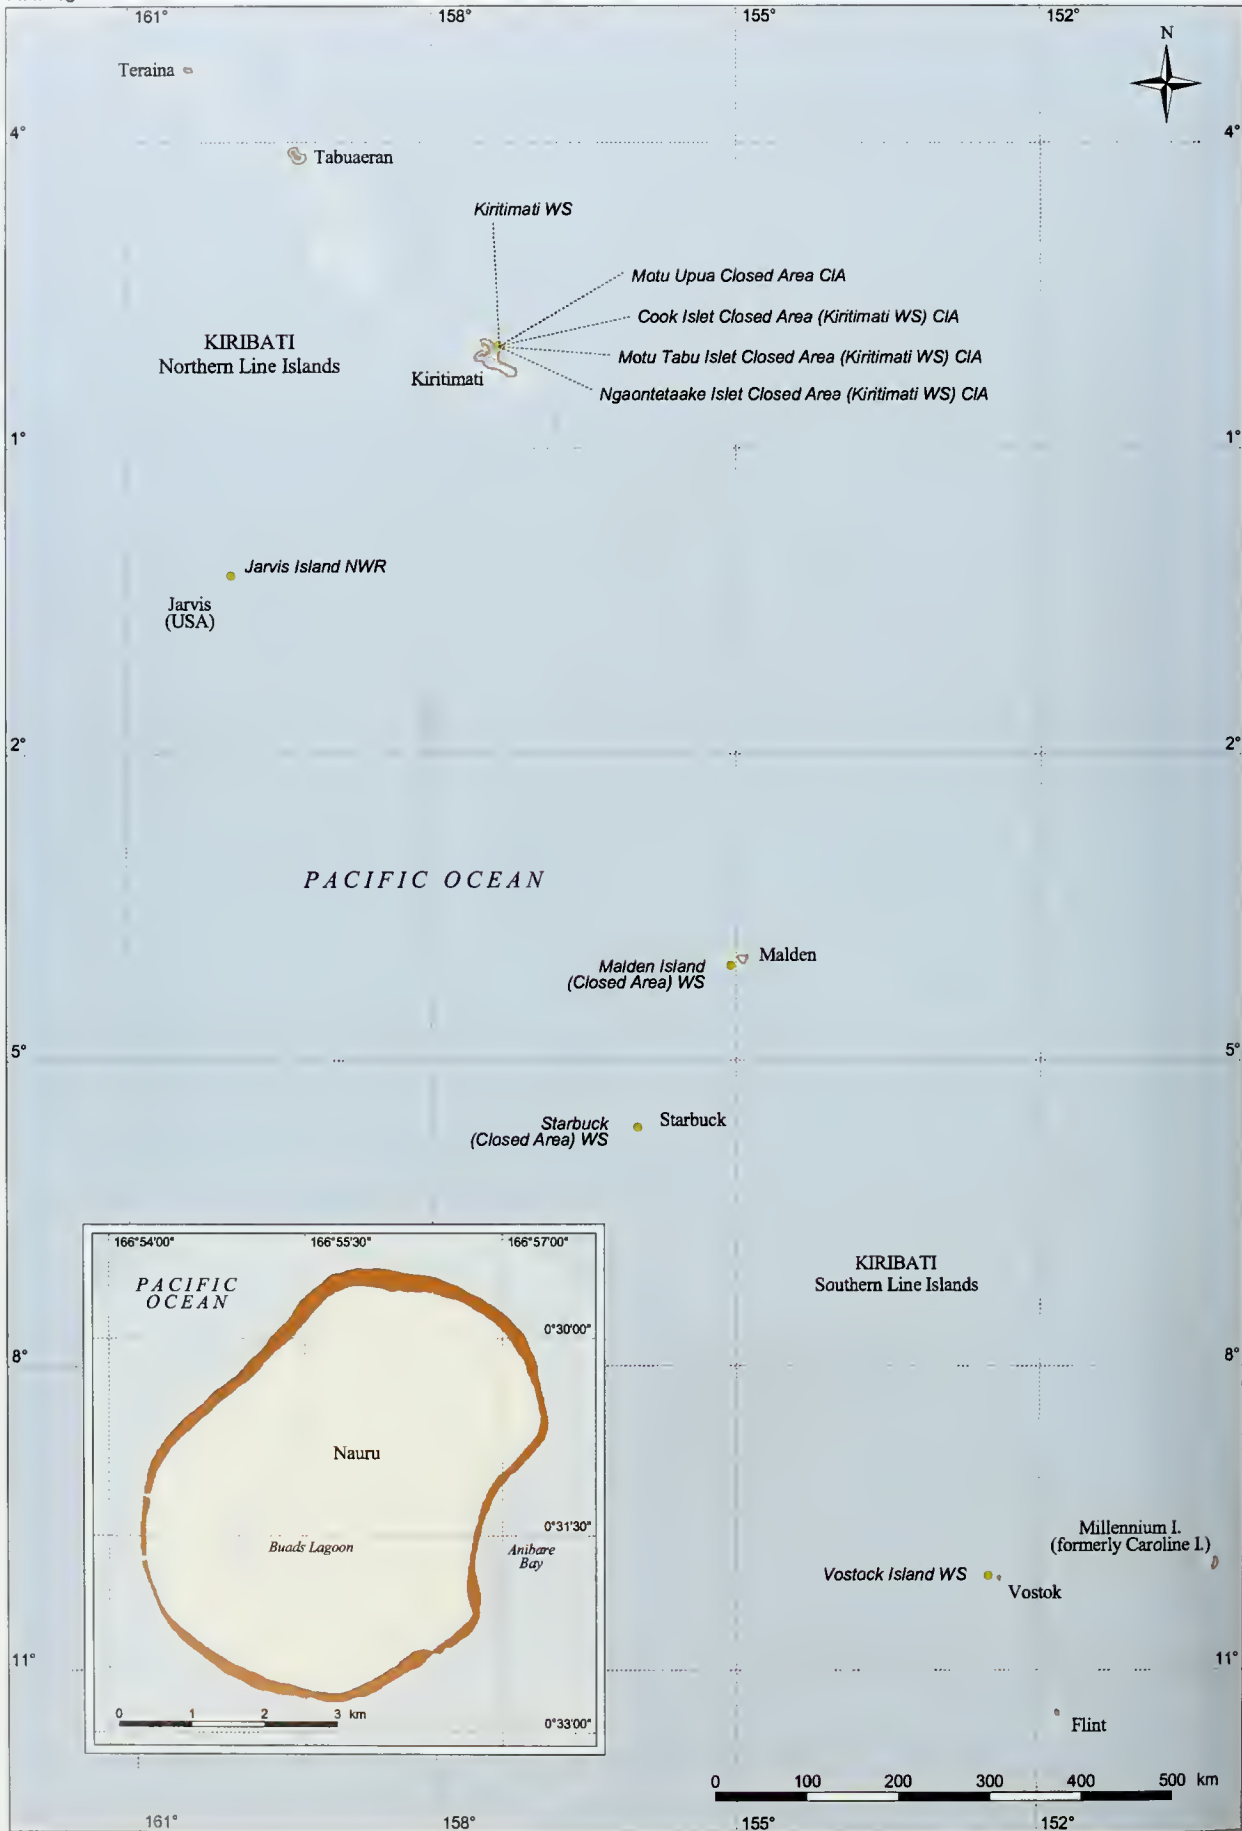 161°
158°
155°
152°
N
Teraina
4°
4°
Tabuaeran
Kiritimati WS
Motu Upua Closed Area CIA
Cook Islet Closed Area (Kiritimati WS) CIA
KIRIBATI
Northern Line Islands
Motu Tabu Islet Closed Area (Kiritimati WS) CIA
Kiritimati
Ngaontetaake Islet Closed Area (Kiritimati WS) CIA
1°
1°
Jarvis Island NWR
Jarvis
(USA)
2°
2°
PACIFIC OCEAN
Malden
Malden Island
(Closed Area) WS
5°
5°
Starbuck
Starbuck
(Closed Area) WS
166°54'00"
166°55'30"
166°57'00"
PACIFIC
OCEAN
0°30'00"
KIRIBATI
Southern Line Islands
8°
8°
Nauru
0°31'30"
Buads Lagoon
Anibare
Bay
Millennium I.
(formerly Caroline I.)
Vostock Island WS
Vostok
11°
11°
0 1 2 3 km
0°33'00"
Flint
0 100 200 300 400 500 km
161°
158°
155°
152°